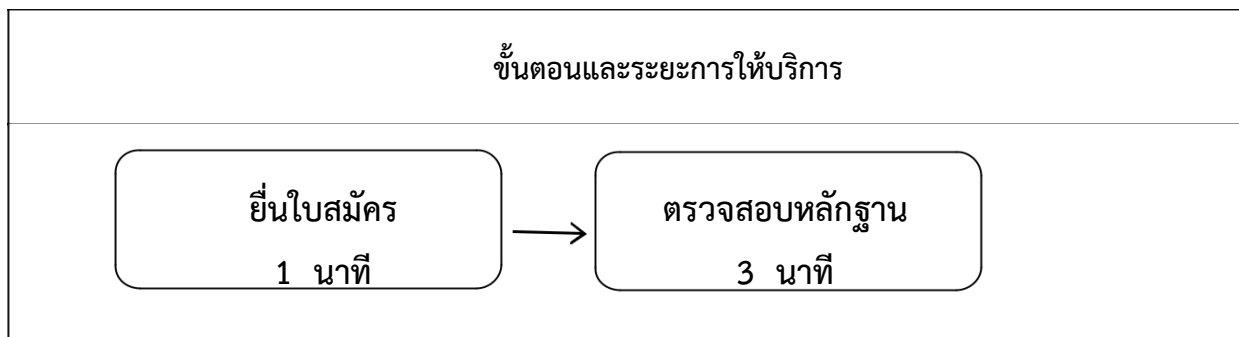 ขั้นตอนและระยะการให้บริการ
ยื่นใบสมัคร
1 นาที
ตรวจสอบหลักฐาน
3 นาที